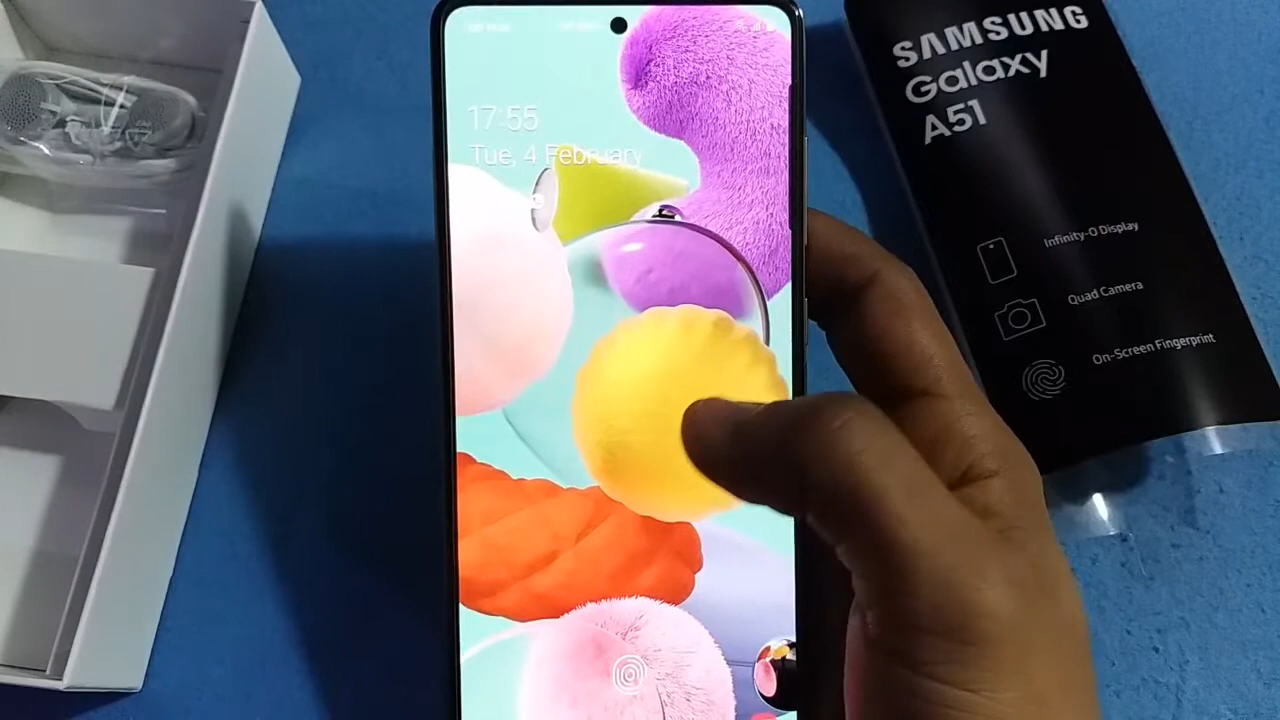 17:55
Tue, 4 February
SAMSUNG
Galaxy
A51
Infinity-O Display
Quad Camera
On-Screen Fingerprint